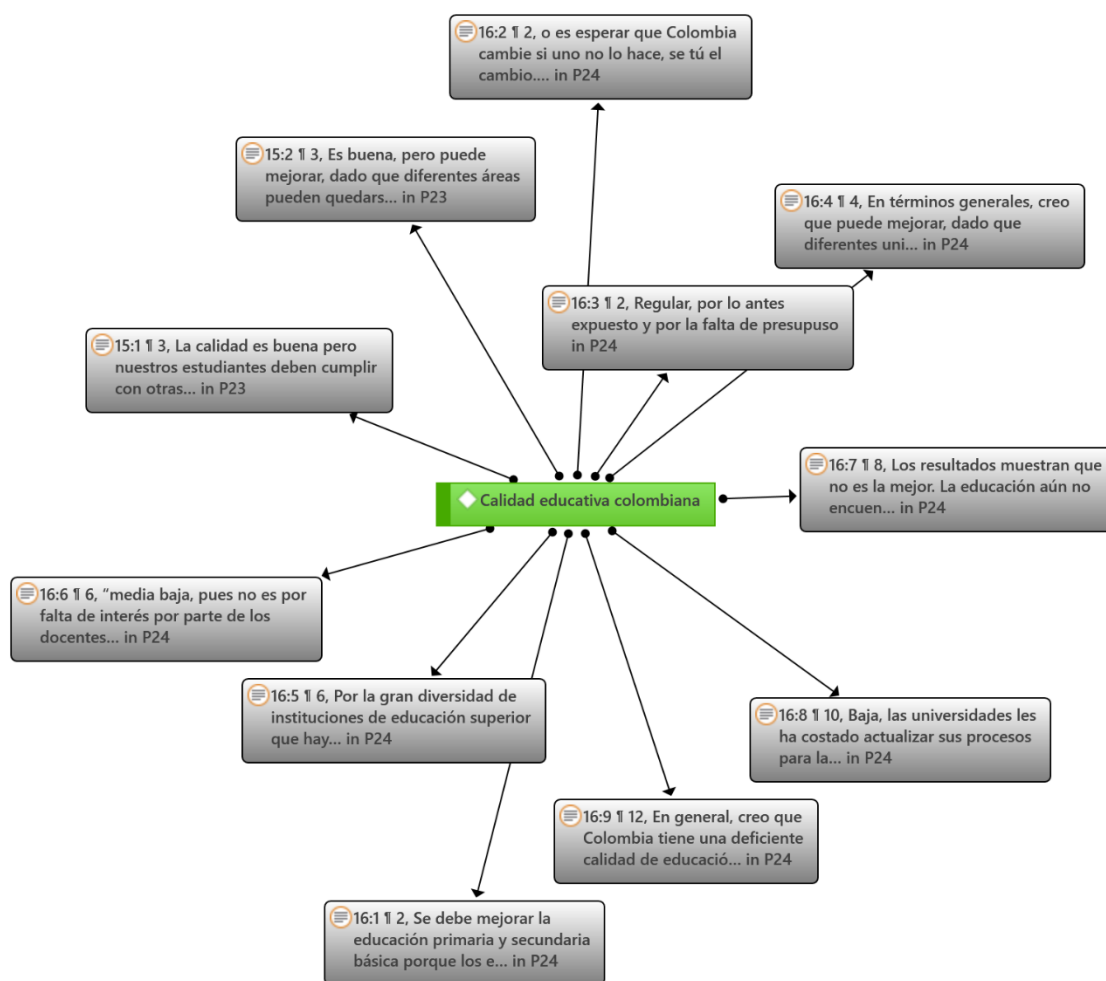 16:2 ¶ 2, o es esperar que Colombia
cambie si uno no lo hace, se tú el
cambio.... in P24
15:2 ¶ 3, Es buena, pero puede
mejorar, dado que diferentes áreas
pueden quedars... in P23
16:4 ¶ 4, En términos generales, creo
que puede mejorar, dado que
diferentes uni... in P24
16:3 ¶ 2, Regular, por lo antes
expuesto y por la falta de presupuso
in P24
15:1 ¶ 3, La calidad es buena pero
nuestros estudiantes deben cumplir
con otras... in P23
16:7 ¶ 8, Los resultados muestran que
no es la mejor. La educación aún no
encuen... in P24
Calidad educativa colombiana
16:6 ¶ 6, “media baja, pues no es por
falta de interés por parte de los
docentes... in P24
16:5 ¶ 6, Por la gran diversidad de
instituciones de educación superior
que hay... in P24
16:8 ¶ 10, Baja, las universidades les
ha costado actualizar sus procesos
para la... in P24
16:9 ¶ 12, En general, creo que
Colombia tiene una deficiente
calidad de educació... in P24
16:1 ¶ 2, Se debe mejorar la
educación primaria y secundaria
básica porque los e... in P24